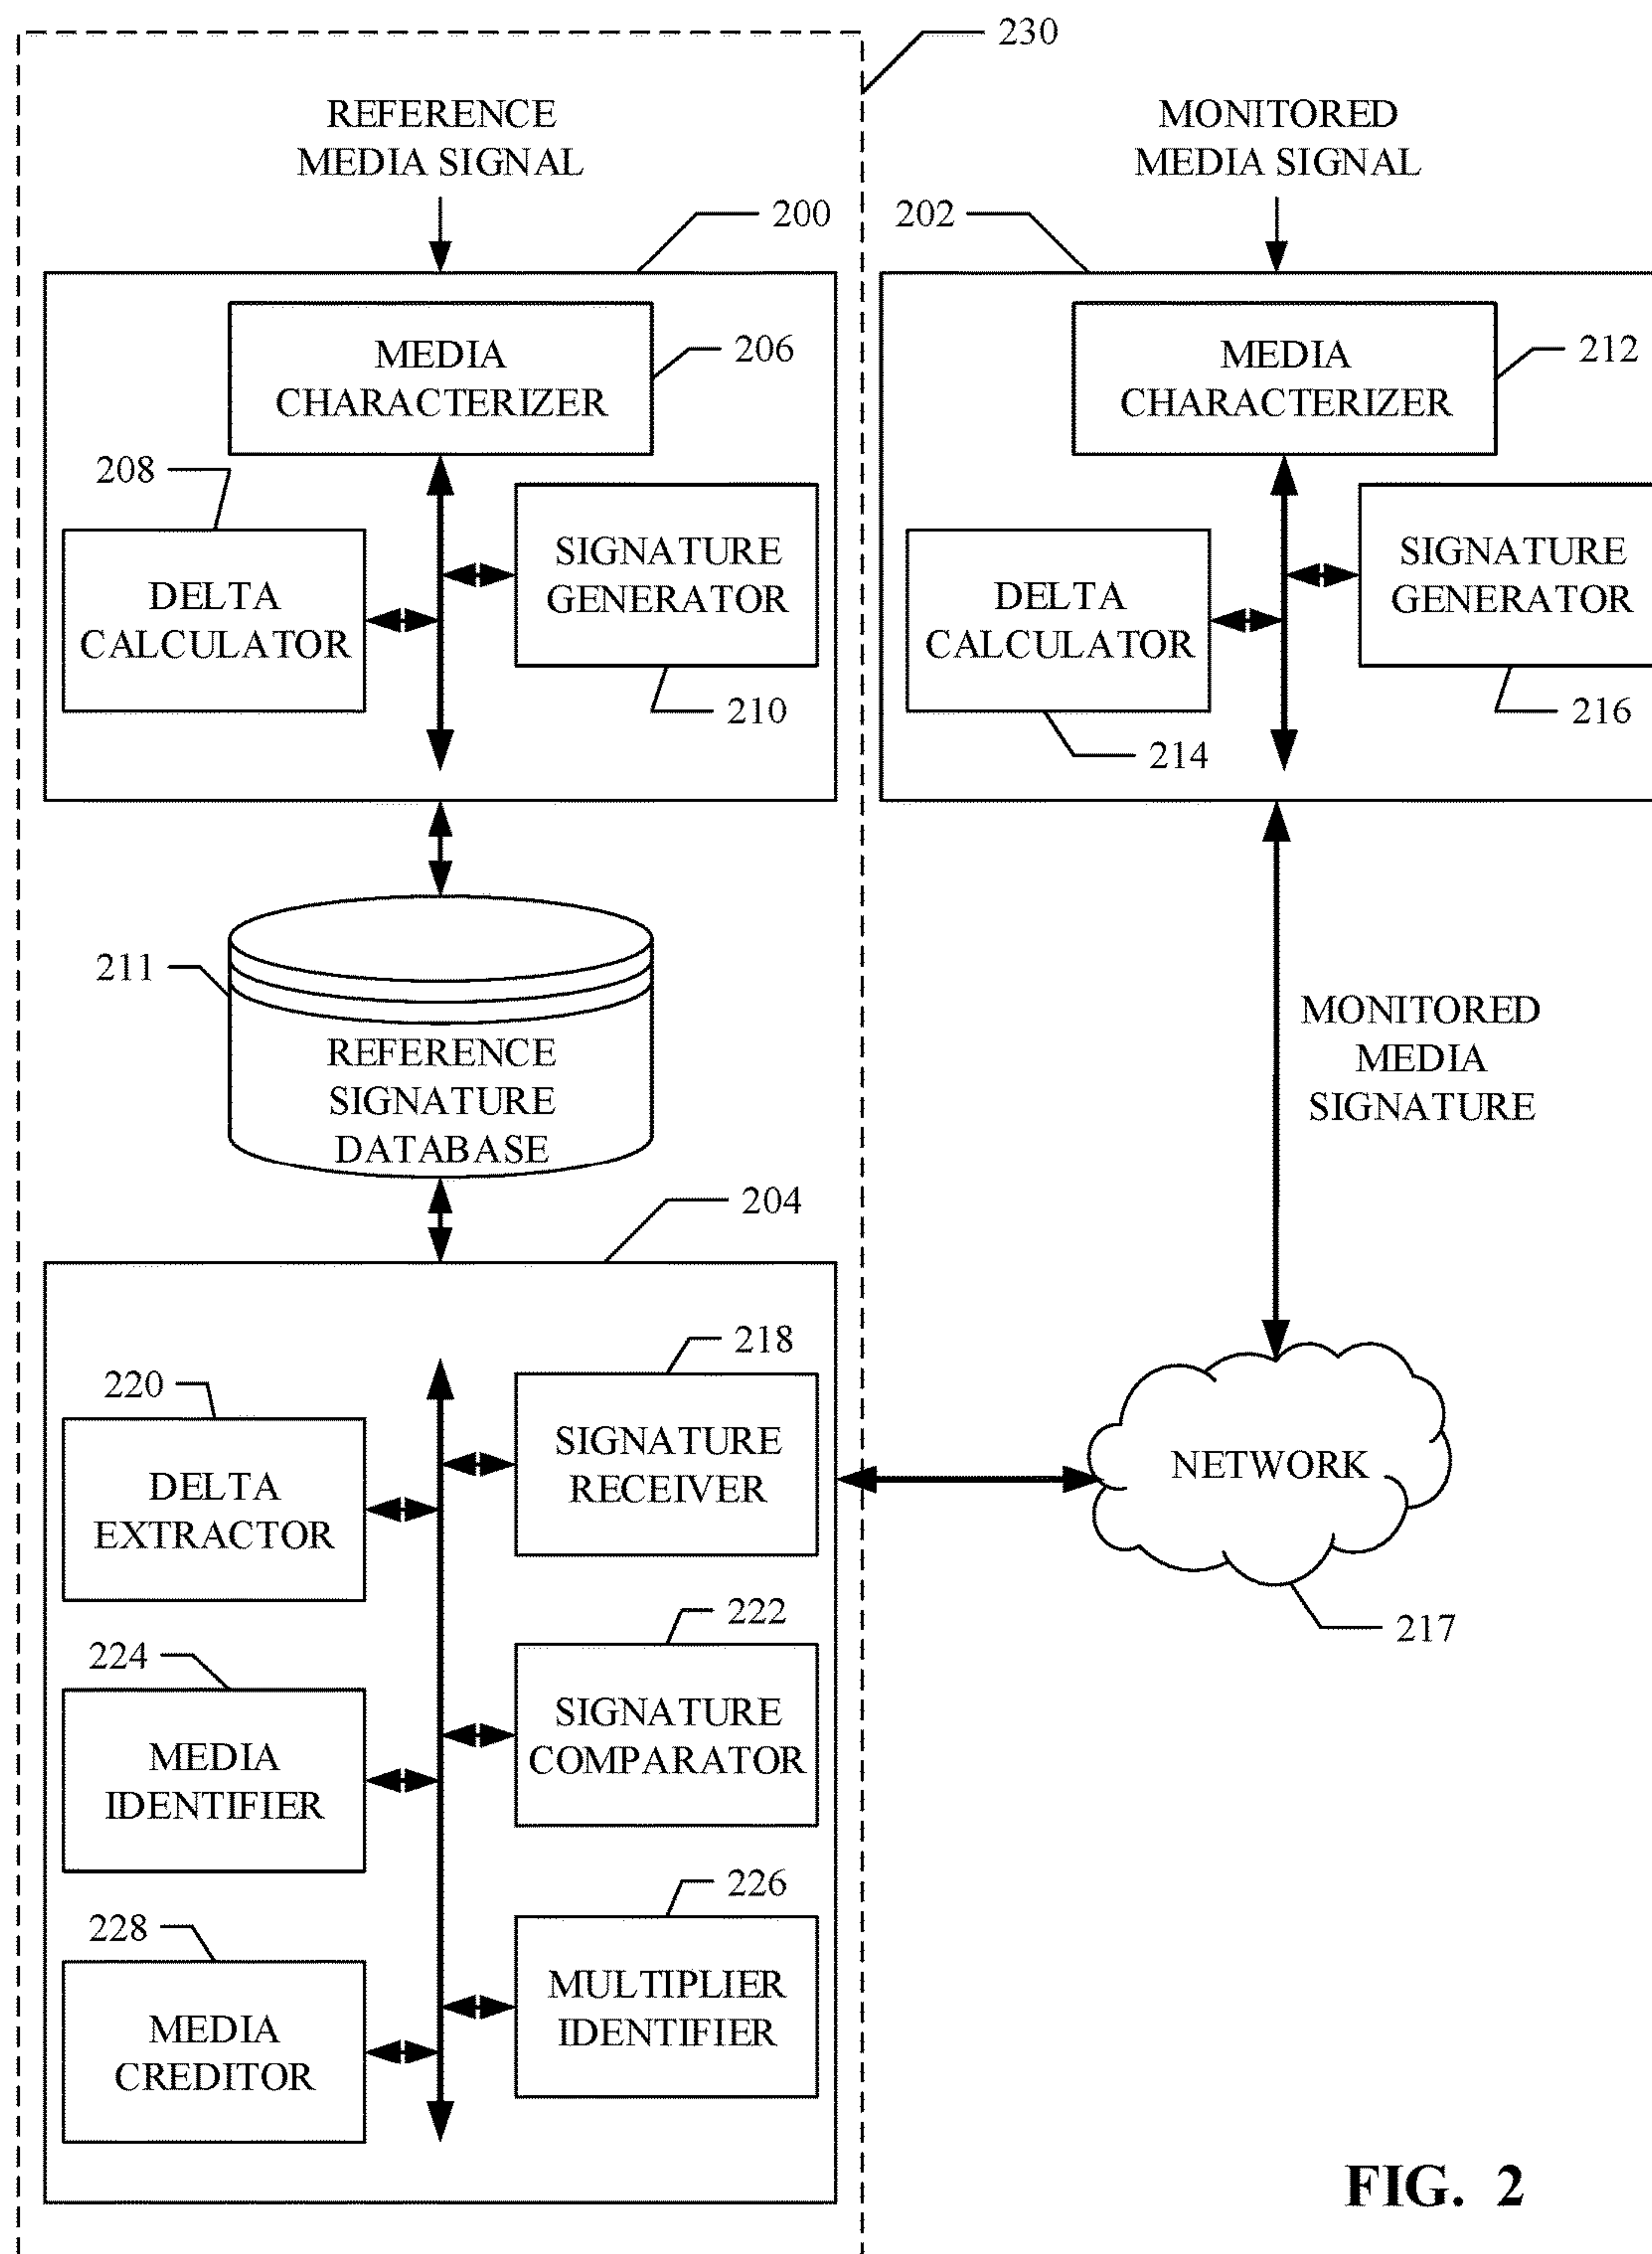 230
REFERENCE
MEDIA SIGNAL
MONITORED
MEDIA SIGNAL
200
202
MEDIA
CHARACTERIZER
206
MEDIA
CHARACTERIZER
212
208
DELTA
CALCULATOR
SIGNATURE
GENERATOR
210
DELTA
CALCULATOR
214
SIGNATURE
GENERATOR
216
211
REFERENCE
SIGNATURE
DATABASE
MONITORED
MEDIA
SIGNATURE
204
218
220
SIGNATURE
RECEIVER
DELTA
EXTRACTOR
NETWORK
217
222
224
SIGNATURE
COMPARATOR
MEDIA
IDENTIFIER
226
228
MULTIPLIER
IDENTIFIER
MEDIA
CREDITOR
FIG. 2